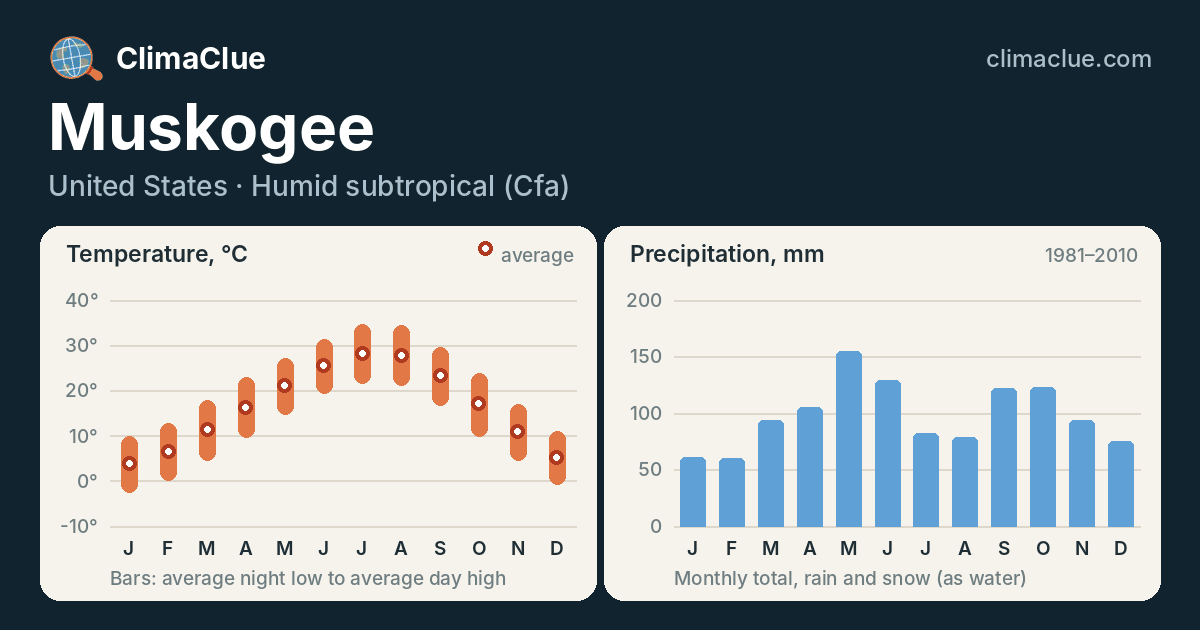 ClimaClue
climaclue.com
Muskogee
United States · Humid subtropical (Cfa)
Temperature, °C
average
40°
30°
20°
10°
0°
-10°
J F M A M J J A S O N D
Bars: average night low to average day high
Precipitation, mm
1981–2010
200
150
100
50
0
J F M A M J J A S O N D
Monthly total, rain and snow (as water)